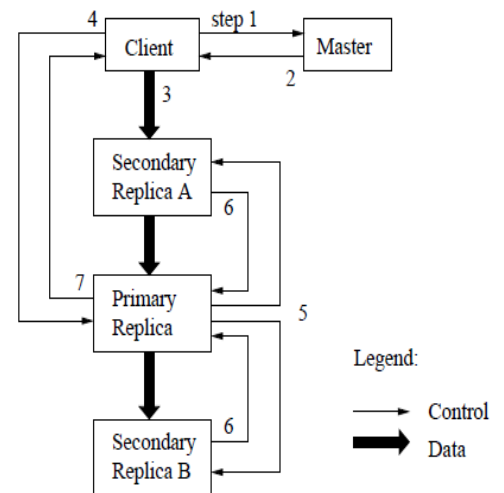 4
step 1
Client
Master
2
3
Secondary
Replica A
6
7
Primary
Replica
5
Legend:
Control
6
Data
Secondary
Replica B